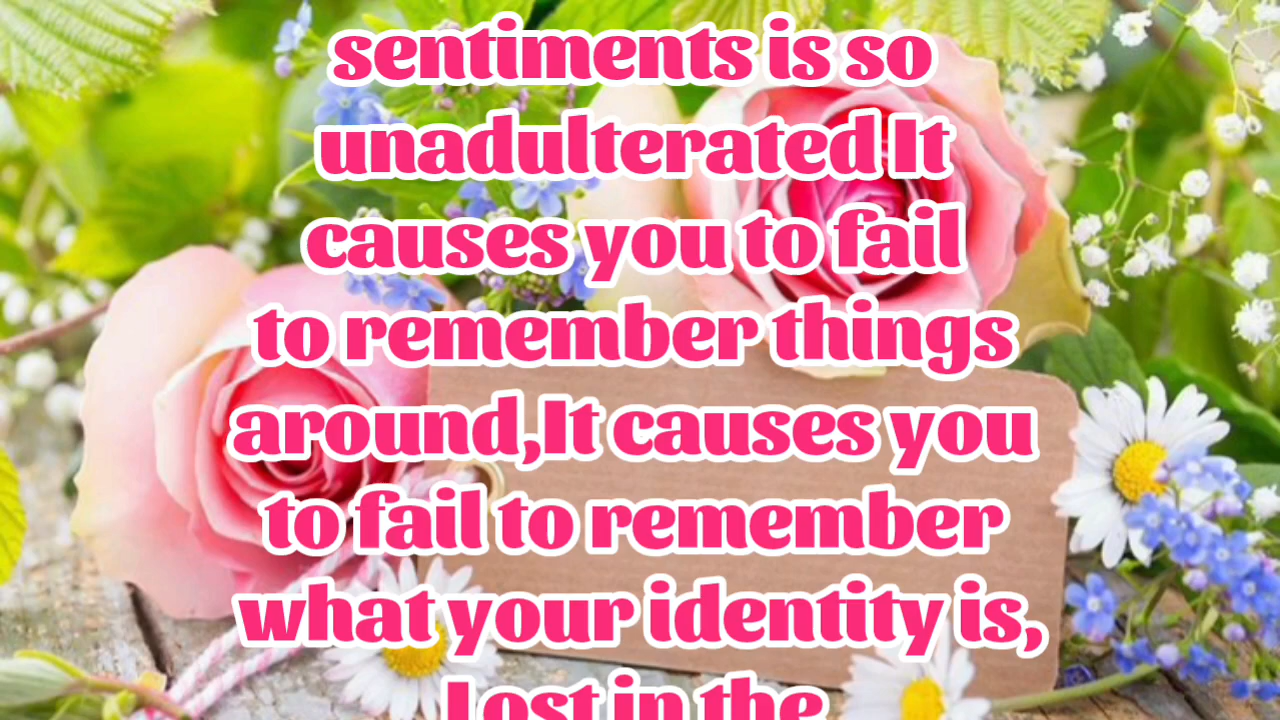 sentiments is so
unadulterated It
causes you to fail
to remember things
around,It causes you
to fail to remember
what your identity is,
Lost in the